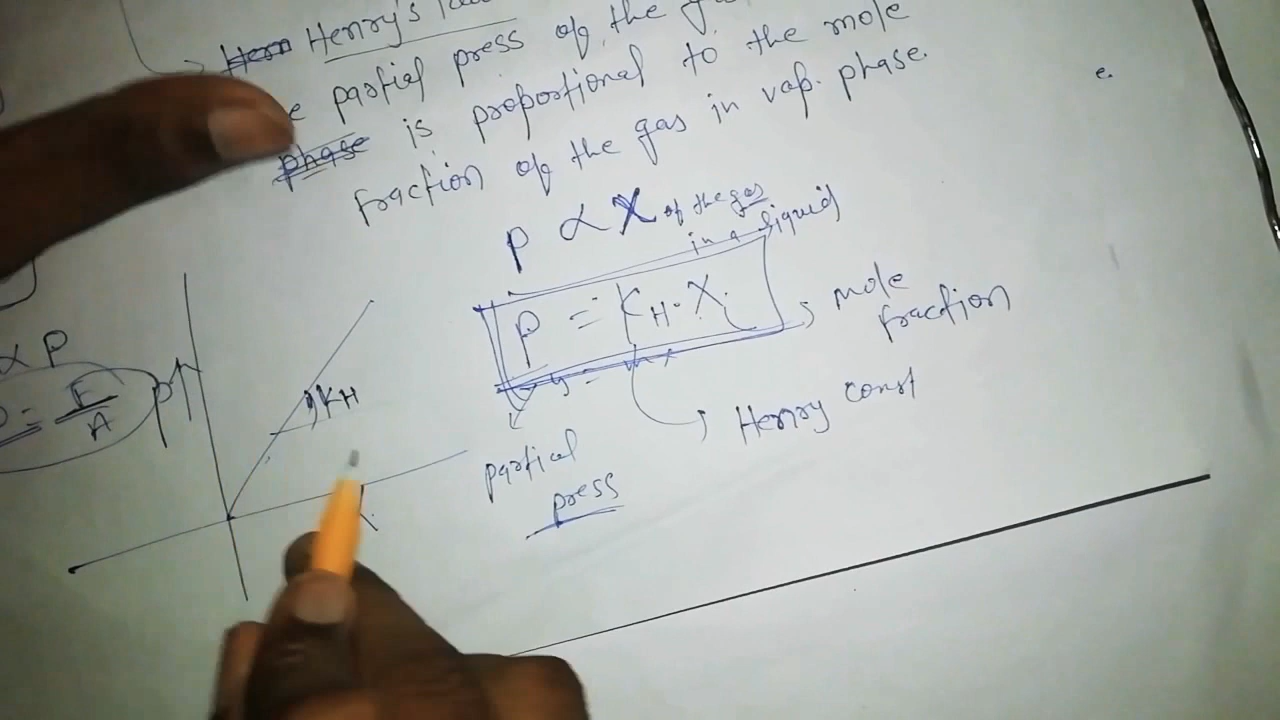 Henry's
partial press of the
phase is proportional to the mole
fraction of the gas in vap. phase.
p ∝ X of the gas
in a liquid
P = KH. X.
mole
fraction
y = mx
Henry const
partial
press
∝ P
P = F/A
p
KH
e.